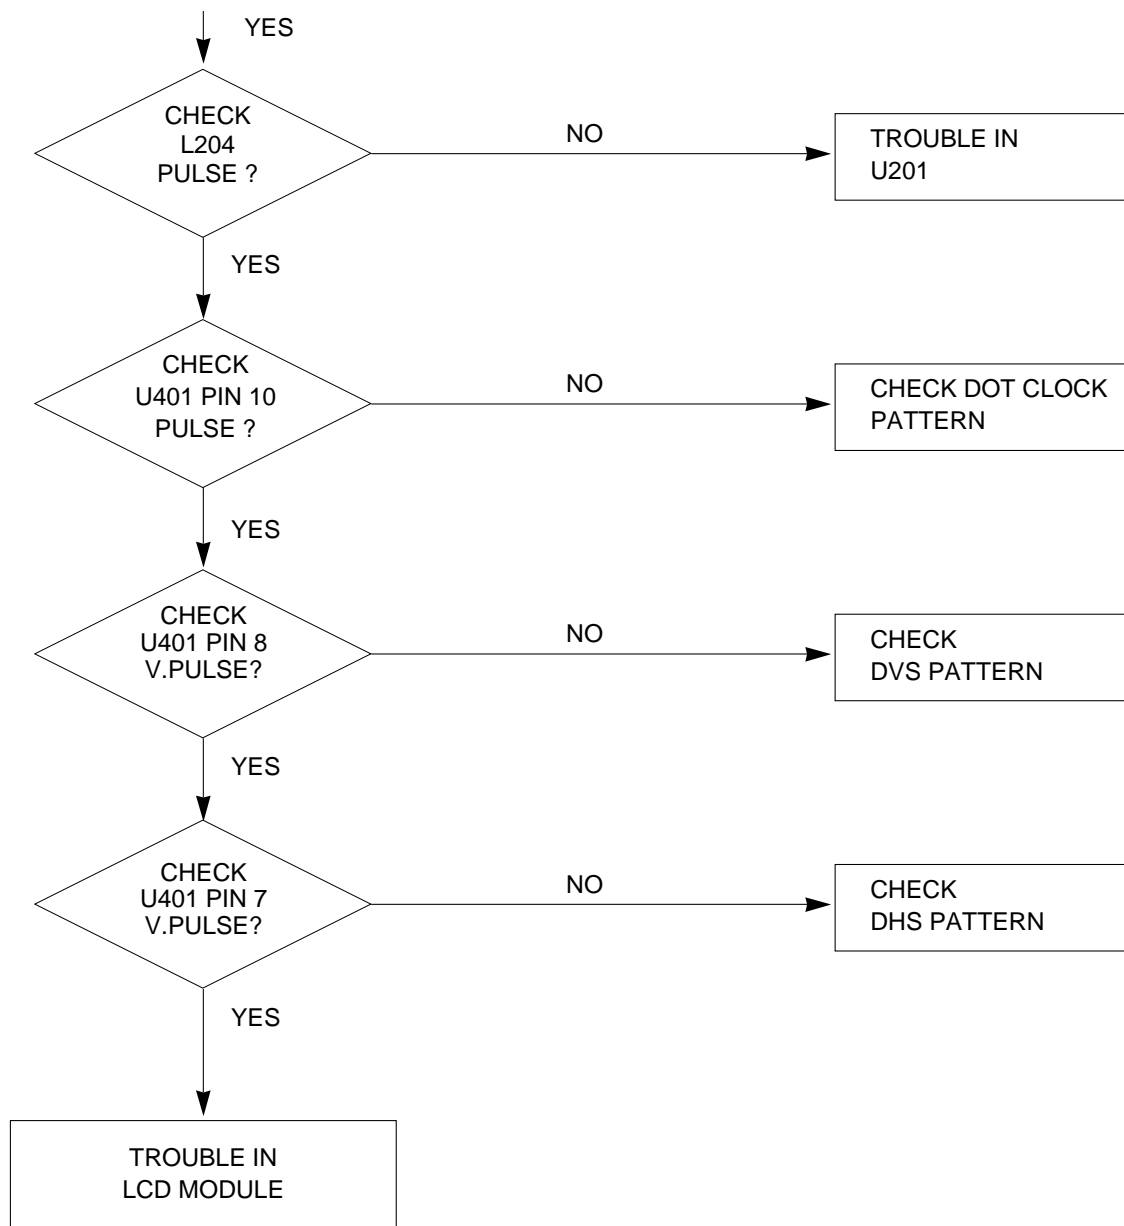 YES
CHECK
L204
PULSE ?
NO
TROUBLE IN
U201
YES
CHECK
U401 PIN 10
PULSE ?
NO
CHECK DOT CLOCK
PATTERN
YES
CHECK
U401 PIN 8
V.PULSE?
NO
CHECK
DVS PATTERN
YES
CHECK
U401 PIN 7
V.PULSE?
NO
CHECK
DHS PATTERN
YES
TROUBLE IN
LCD MODULE